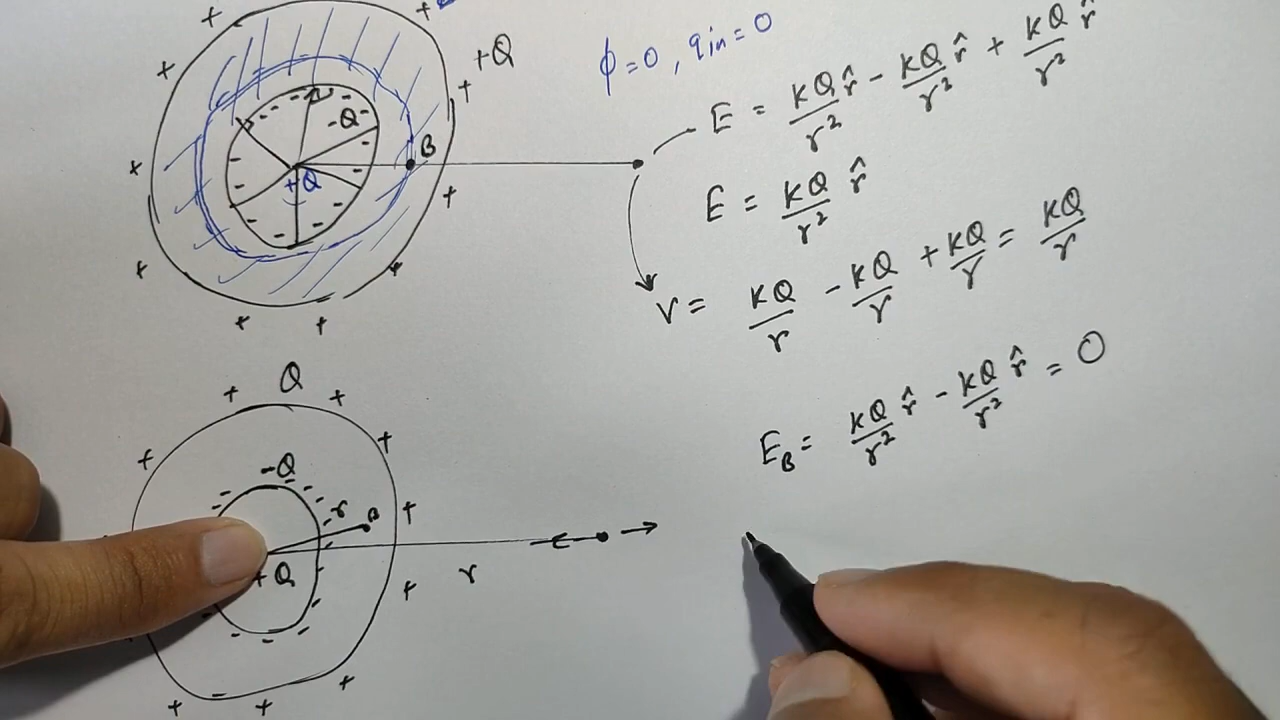 +Q
-Q
B
+Q
ϕ=0, qin=0
E = kQ/r² r̂ - kQ/r² r̂ + kQ/r² r̂
E = kQ/r² r̂
V = kQ/r - kQ/r + kQ/r = kQ/r
E_B = kQ/r² r̂ - kQ/r² r̂ = 0
Q
-Q
r
B
+Q
r